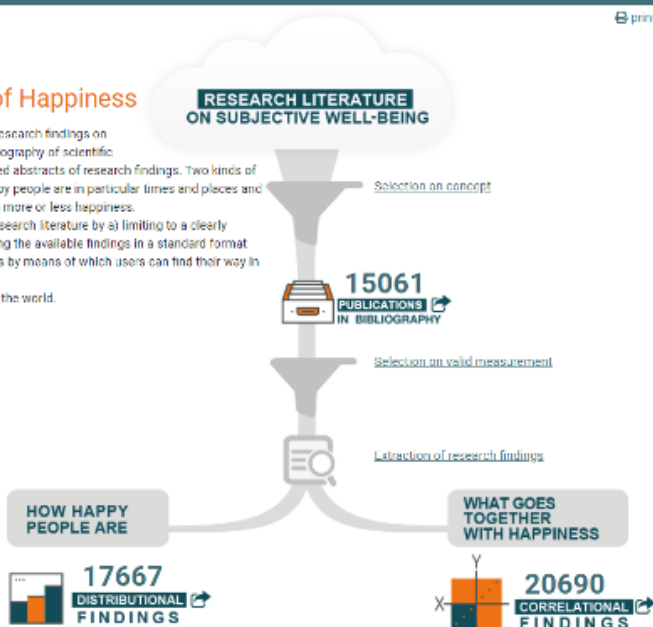 prin
of Happiness
esearch findings on
ography of scientific
ed abstracts of research findings. Two kinds of
py people are in particular times and places and
more or less happiness.
search literature by a) limiting to a clearly
ng the available findings in a standard format
s by means of which users can find their way in
the world.
RESEARCH LITERATURE
ON SUBJECTIVE WELL-BEING
Selection on concept
15061
PUBLICATIONS
IN BIBLIOGRAPHY
Selection on valid measurement
Extraction of research findings
HOW HAPPY
PEOPLE ARE
17667
DISTRIBUTIONAL
FINDINGS
WHAT GOES
TOGETHER
WITH HAPPINESS
Y
X
20690
CORRELATIONAL
FINDINGS